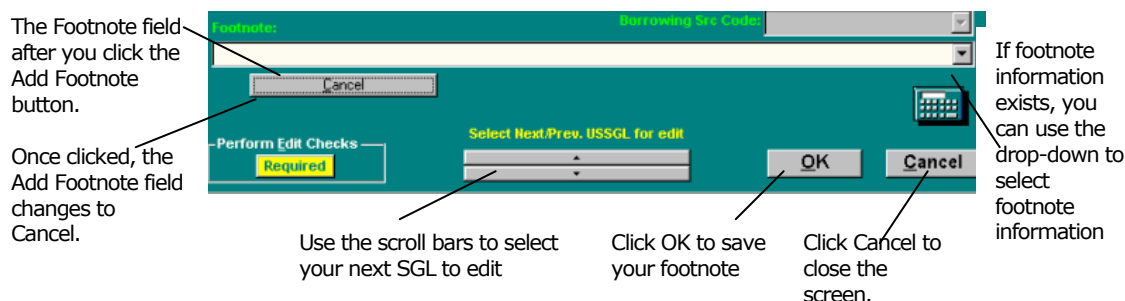 The Footnote field
after you click the
Add Footnote
button.
Once clicked, the
Add Footnote field
changes to
Cancel.
Footnote:
Borrowing Src Code:
Cancel
Perform Edit Checks
Required
Select Next/Prev. USSGL for edit
OK
Cancel
If footnote
information
exists, you
can use the
drop-down to
select
footnote
information
Use the scroll bars to select
your next SGL to edit
Click OK to save
your footnote
Click Cancel to
close the
screen.